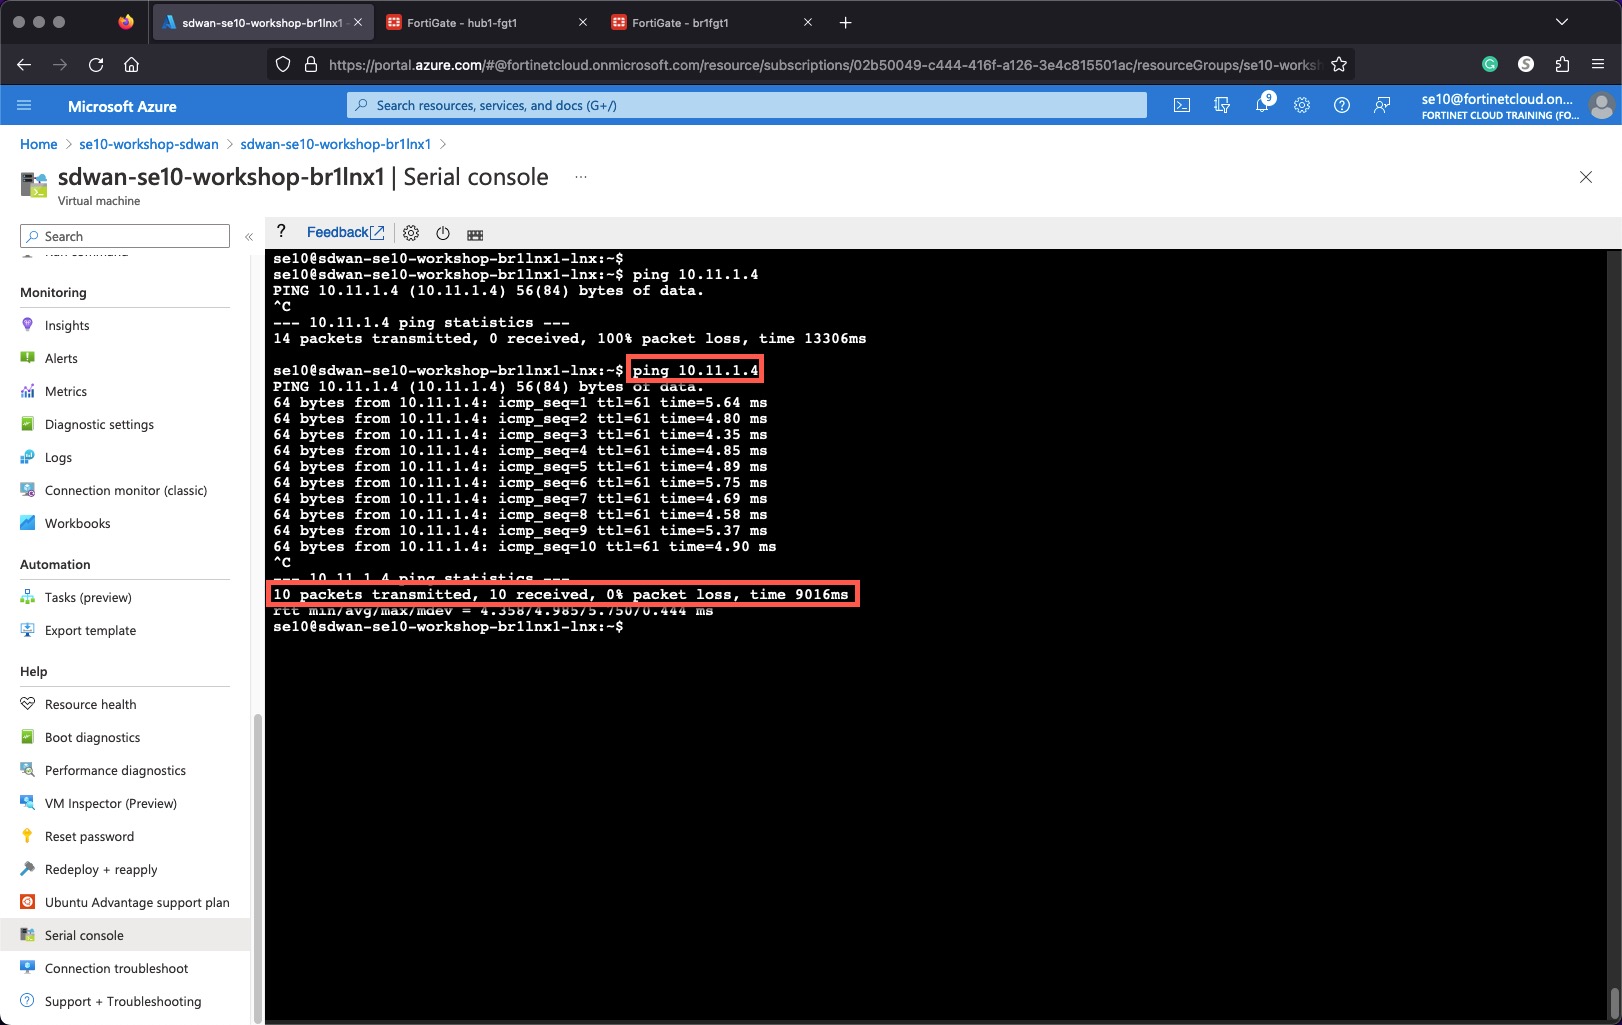 sdwan-se10-workshop-br1lnx1 -
FortiGate - hub1-fgt1
FortiGate - br1fgt1
https://portal.azure.com/#@fortinetcloud.onmicrosoft.com/resource/subscriptions/02b50049-c444-416f-a126-3e4c815501ac/resourceGroups/se10-worksh
Microsoft Azure
Search resources, services, and docs (G+/)
9
se10@fortinetcloud.on...
FORTINET CLOUD TRAINING (FO...
Home > se10-workshop-sdwan > sdwan-se10-workshop-br1lnx1 >
sdwan-se10-workshop-br1lnx1 | Serial console ...
Virtual machine
Search
«
Run command
Monitoring
Insights
Alerts
Metrics
Diagnostic settings
Logs
Connection monitor (classic)
Workbooks
Automation
Tasks (preview)
Export template
Help
Resource health
Boot diagnostics
Performance diagnostics
VM Inspector (Preview)
Reset password
Redeploy + reapply
Ubuntu Advantage support plan
Serial console
Connection troubleshoot
Support + Troubleshooting
? Feedback
se10@sdwan-se10-workshop-br1lnx1-lnx:~$
se10@sdwan-se10-workshop-br1lnx1-lnx:~$ ping 10.11.1.4
PING 10.11.1.4 (10.11.1.4) 56(84) bytes of data.
^C
--- 10.11.1.4 ping statistics ---
14 packets transmitted, 0 received, 100% packet loss, time 13306ms
se10@sdwan-se10-workshop-br1lnx1-lnx:~$ ping 10.11.1.4
PING 10.11.1.4 (10.11.1.4) 56(84) bytes of data.
64 bytes from 10.11.1.4: icmp_seq=1 ttl=61 time=5.64 ms
64 bytes from 10.11.1.4: icmp_seq=2 ttl=61 time=4.80 ms
64 bytes from 10.11.1.4: icmp_seq=3 ttl=61 time=4.35 ms
64 bytes from 10.11.1.4: icmp_seq=4 ttl=61 time=4.85 ms
64 bytes from 10.11.1.4: icmp_seq=5 ttl=61 time=4.89 ms
64 bytes from 10.11.1.4: icmp_seq=6 ttl=61 time=5.75 ms
64 bytes from 10.11.1.4: icmp_seq=7 ttl=61 time=4.69 ms
64 bytes from 10.11.1.4: icmp_seq=8 ttl=61 time=4.58 ms
64 bytes from 10.11.1.4: icmp_seq=9 ttl=61 time=5.37 ms
64 bytes from 10.11.1.4: icmp_seq=10 ttl=61 time=4.90 ms
^C
--- 10.11.1.4 ping statistics ---
10 packets transmitted, 10 received, 0% packet loss, time 9016ms
rtt min/avg/max/mdev = 4.358/4.985/5.750/0.444 ms
se10@sdwan-se10-workshop-br1lnx1-lnx:~$